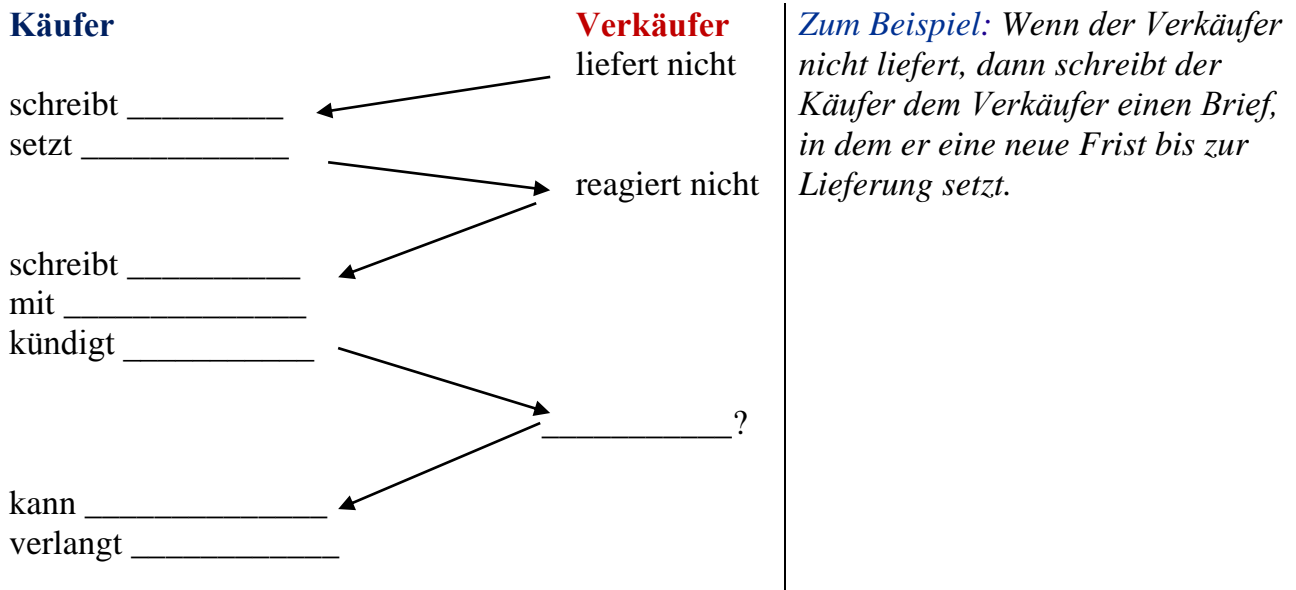 Käufer
Verkäufer
liefert nicht
schreibt _________
setzt ____________
reagiert nicht
schreibt __________
mit ______________
kündigt ___________
___________?
kann ______________
verlangt ____________
Zum Beispiel: Wenn der Verkäufer
nicht liefert, dann schreibt der
Käufer dem Verkäufer einen Brief,
in dem er eine neue Frist bis zur
Lieferung setzt.